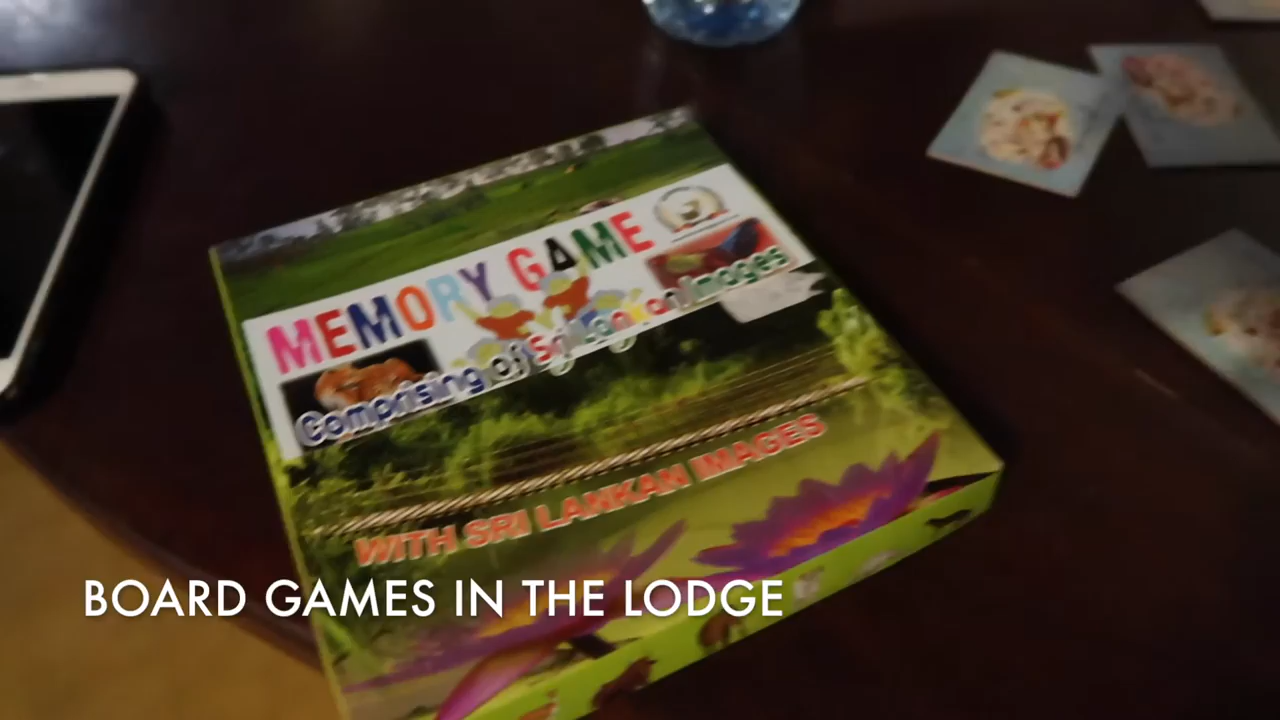 MEMORY GAME
Comprising of Sri Lankan Images
WITH SRI LANKAN IMAGES
BOARD GAMES IN THE LODGE